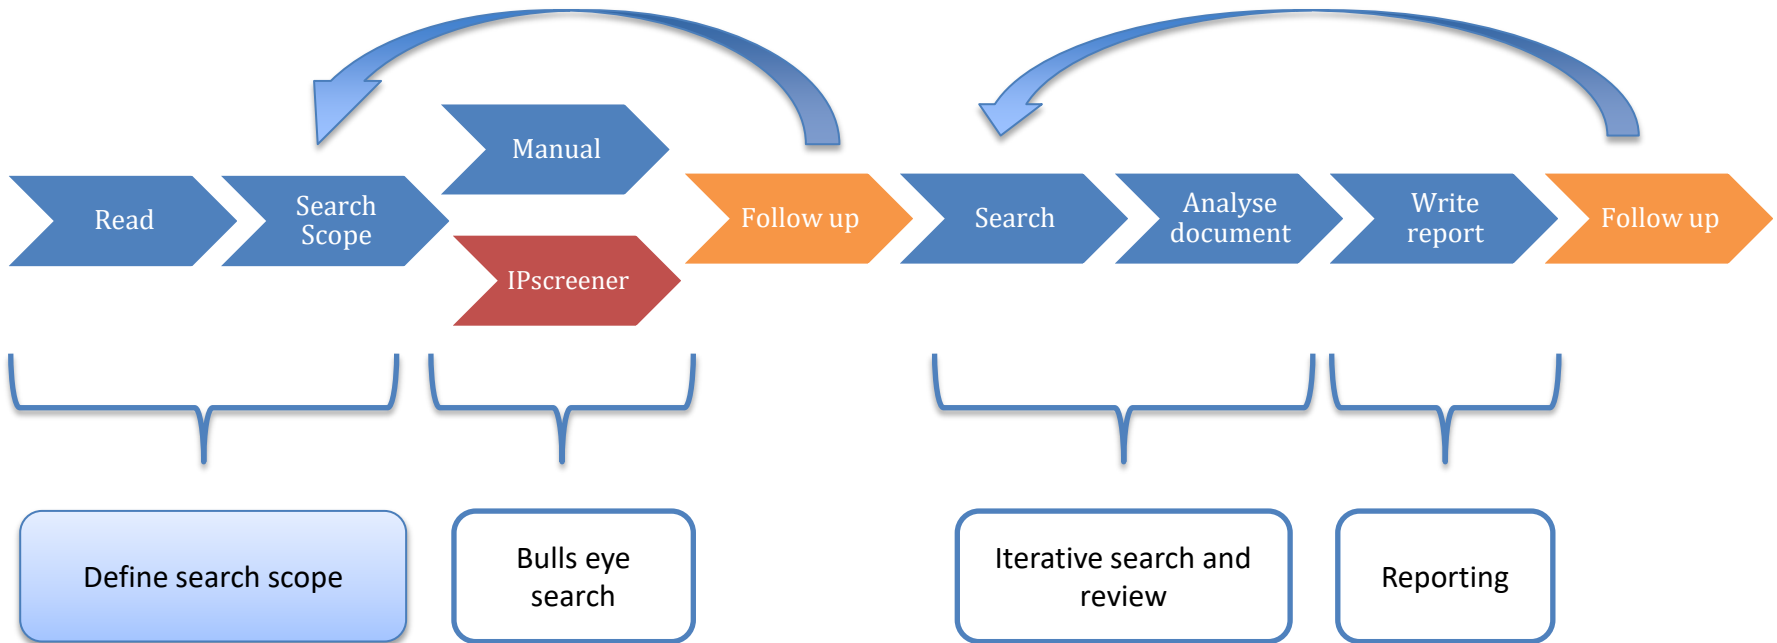 Read
Search
Scope
Manual
IPscreener
Follow up
Search
Analyse
document
Write
report
Follow up
Define search scope
Bulls eye
search
Iterative search and
review
Reporting